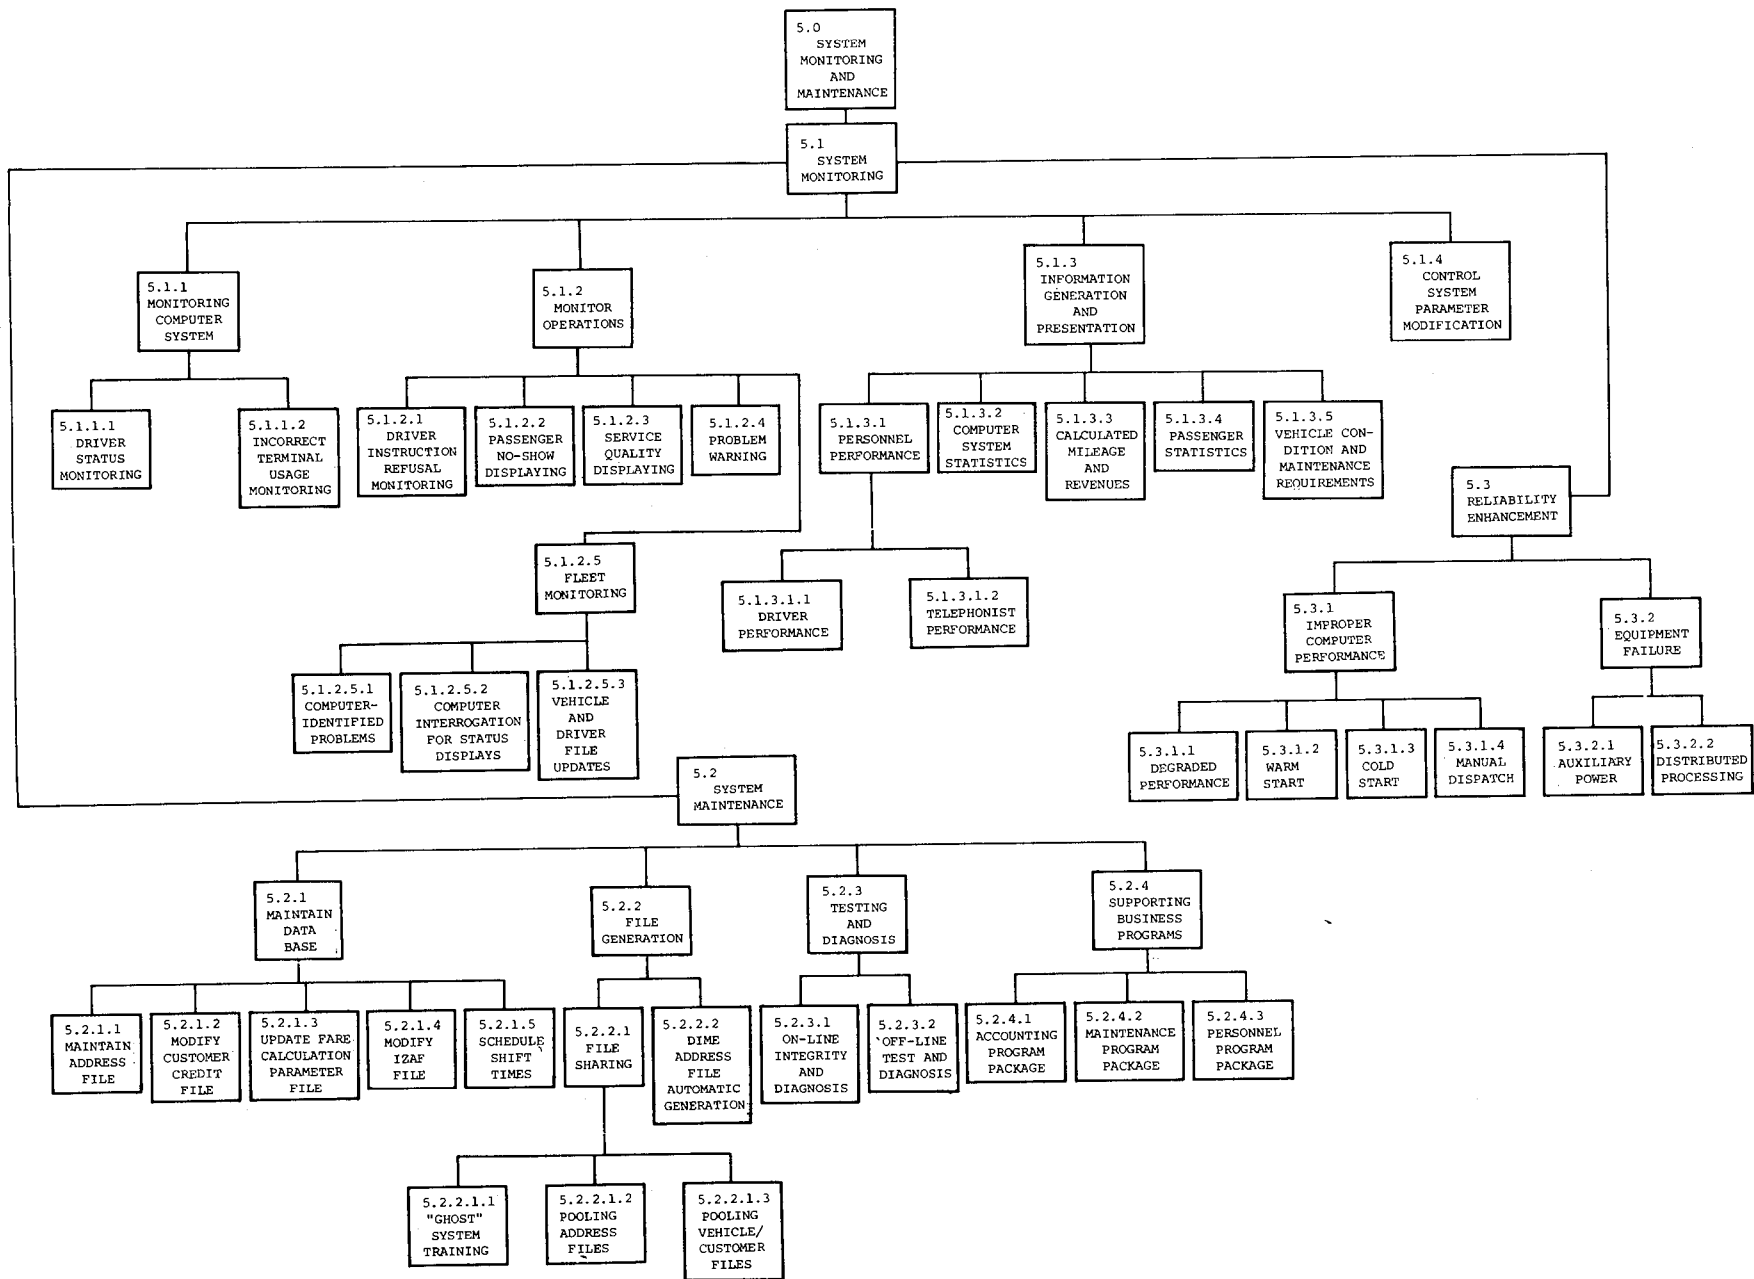 5.0
SYSTEM
MONITORING
AND
MAINTENANCE
5.1
SYSTEM
MONITORING
5.1.1
MONITORING
COMPUTER
SYSTEM
5.1.2
MONITOR
OPERATIONS
5.1.3
INFORMATION
GENERATION
AND
PRESENTATION
5.1.4
CONTROL
SYSTEM
PARAMETER
MODIFICATION
5.1.1.1
DRIVER
STATUS
MONITORING
5.1.1.2
INCORRECT
TERMINAL
USAGE
MONITORING
5.1.2.1
DRIVER
INSTRUCTION
REFUSAL
MONITORING
5.1.2.2
PASSENGER
NO-SHOW
DISPLAYING
5.1.2.3
SERVICE
QUALITY
DISPLAYING
5.1.2.4
PROBLEM
WARNING
5.1.3.1
PERSONNEL
PERFORMANCE
5.1.3.2
COMPUTER
SYSTEM
STATISTICS
5.1.3.3
CALCULATED
MILEAGE
AND
REVENUES
5.1.3.4
PASSENGER
STATISTICS
5.1.3.5
VEHICLE CON-
DITION AND
MAINTENANCE
REQUIREMENTS
5.3
RELIABILITY
ENHANCEMENT
5.1.2.5
FLEET
MONITORING
5.1.3.1.1
DRIVER
PERFORMANCE
5.1.3.1.2
TELEPHONIST
PERFORMANCE
5.3.1
IMPROPER
COMPUTER
PERFORMANCE
5.3.2
EQUIPMENT
FAILURE
5.1.2.5.1
COMPUTER-
IDENTIFIED
PROBLEMS
5.1.2.5.2
COMPUTER
INTERROGATION
FOR STATUS
DISPLAYS
5.1.2.5.3
VEHICLE
AND
DRIVER
FILE
UPDATES
5.3.1.1
DEGRADED
PERFORMANCE
5.3.1.2
WARM
START
5.3.1.3
COLD
START
5.3.1.4
MANUAL
DISPATCH
5.3.2.1
AUXILIARY
POWER
5.3.2.2
DISTRIBUTED
PROCESSING
5.2
SYSTEM
MAINTENANCE
5.2.1
MAINTAIN
DATA
BASE
5.2.2
FILE
GENERATION
5.2.3
TESTING
AND
DIAGNOSIS
5.2.4
SUPPORTING
BUSINESS
PROGRAMS
5.2.1.1
MAINTAIN
ADDRESS
FILE
5.2.1.2
MODIFY
CUSTOMER
CREDIT
FILE
5.2.1.3
UPDATE FARE
CALCULATION
PARAMETER
FILE
5.2.1.4
MODIFY
IZAF
FILE
5.2.1.5
SCHEDULE
SHIFT
TIMES
5.2.2.1
FILE
SHARING
5.2.2.2
DIME
ADDRESS
FILE
AUTOMATIC
GENERATION
5.2.3.1
ON-LINE
INTEGRITY
AND
DIAGNOSIS
5.2.3.2
OFF-LINE
TEST AND
DIAGNOSIS
5.2.4.1
ACCOUNTING
PROGRAM
PACKAGE
5.2.4.2
MAINTENANCE
PROGRAM
PACKAGE
5.2.4.3
PERSONNEL
PROGRAM
PACKAGE
5.2.2.1.1
"GHOST"
SYSTEM
TRAINING
5.2.2.1.2
POOLING
ADDRESS
FILES
5.2.2.1.3
POOLING
VEHICLE/
CUSTOMER
FILES